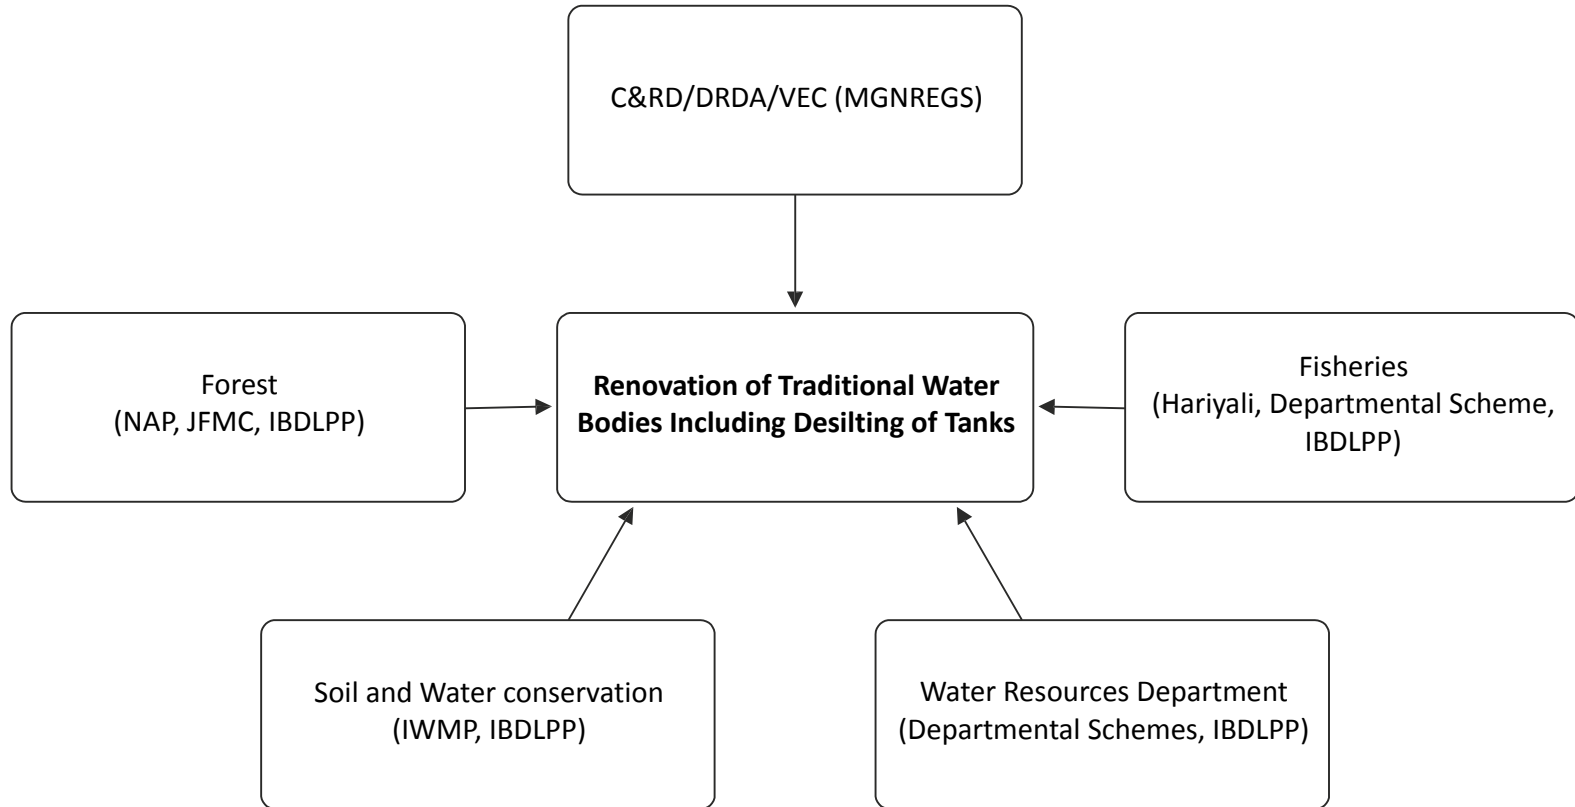 C&RD/DRDA/VEC (MGNREGS)
Forest
(NAP, JFMC, IBDLPP)
Renovation of Traditional Water
Bodies Including Desilting of Tanks
Fisheries
(Hariyali, Departmental Scheme,
IBDLPP)
Soil and Water conservation
(IWMP, IBDLPP)
Water Resources Department
(Departmental Schemes, IBDLPP)